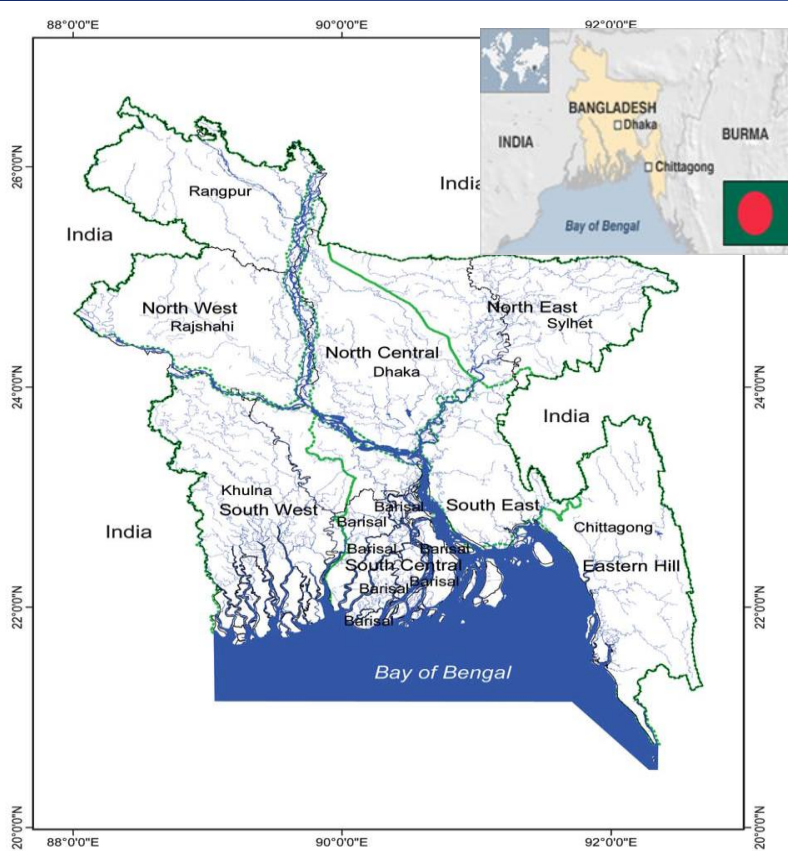 88°0'0"E
90°0'0"E
92°0'0"E
BANGLADESH
Dhaka
INDIA
BURMA
Chittagong
Bay of Bengal
26°0'0"N
Rangpur
India
India
North West
Rajshahi
North East
Sylhet
North Central
Dhaka
24°0'0"N
24°0'0"N
India
Khulna
South West
Barisal
Barisal
South East
Chittagong
India
Barisal
Barisal
South Central
Eastern Hill
Barisal
Barisal
Barisal
22°0'0"N
22°0'0"N
Bay of Bengal
20°0'0"N
20°0'0"N
88°0'0"E
90°0'0"E
92°0'0"E